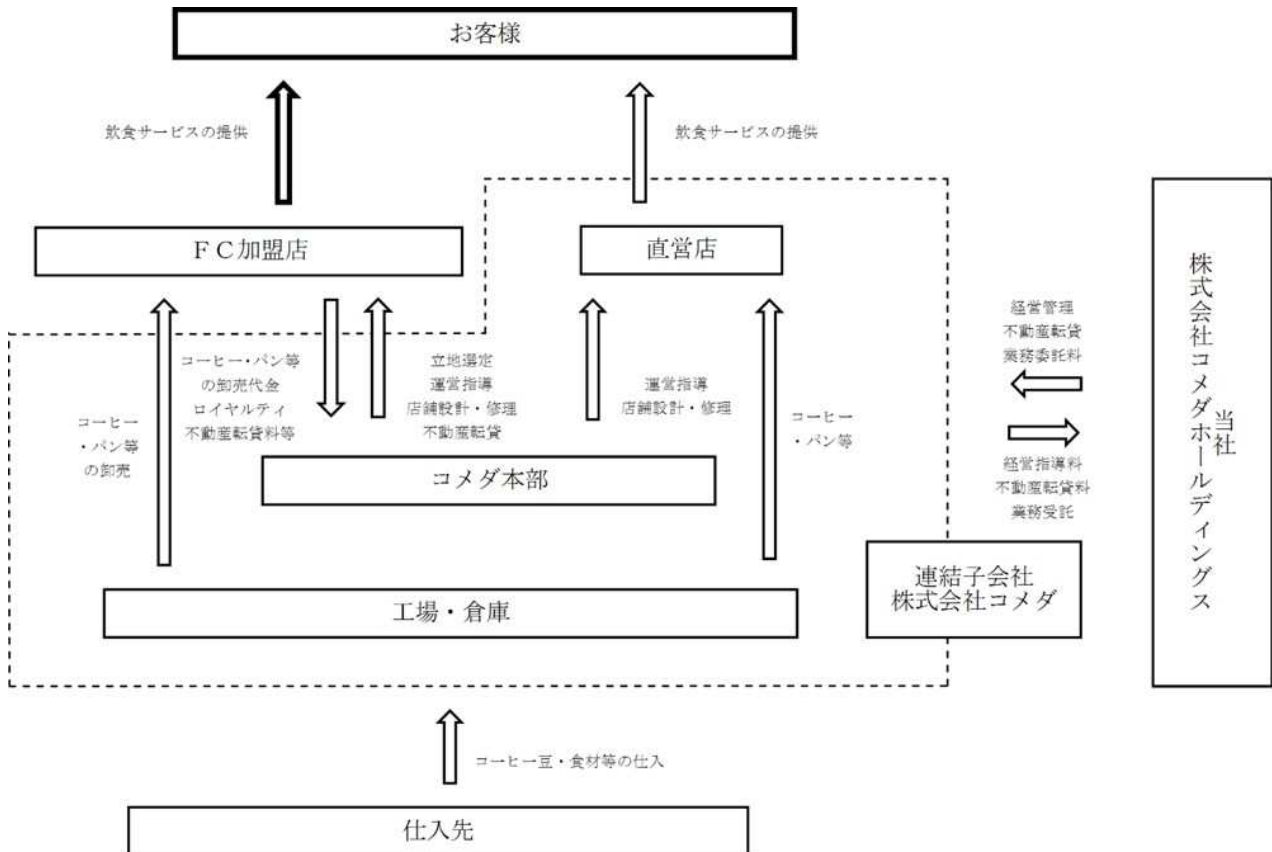 お客様
飲食サービスの提供
飲食サービスの提供
ＦＣ加盟店
直営店
コーヒー・パン等
の卸売代金
ロイヤルティ
不動産転貸料等
立地選定
運営指導
店舗設計・修理
不動産転貸
運営指導
店舗設計・修理
コーヒー
・パン等
の卸売
コーヒー
・パン等
コメダ本部
工場・倉庫
経営管理
不動産転貸
業務委託料
経営指導料
不動産転貸料
業務受託
連結子会社
株式会社コメダ
当社
株式会社コメダホールディングス
コーヒー豆・食材等の仕入
仕入先